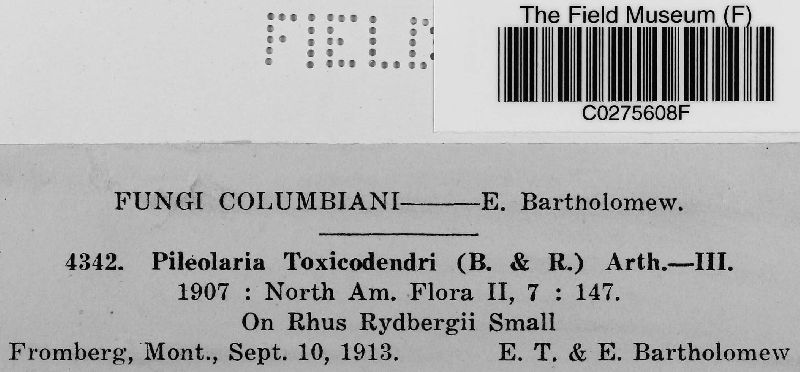 FIELD
The Field Museum (F)
C0275608F
FUNGI COLUMBIANI——E. Bartholomew.
4342. Pileolaria Toxicodendri (B. & R.) Arth.—III.
1907 : North Am. Flora II, 7 : 147.
On Rhus Rydbergii Small
Fromberg, Mont., Sept. 10, 1913. E. T. & E. Bartholomew